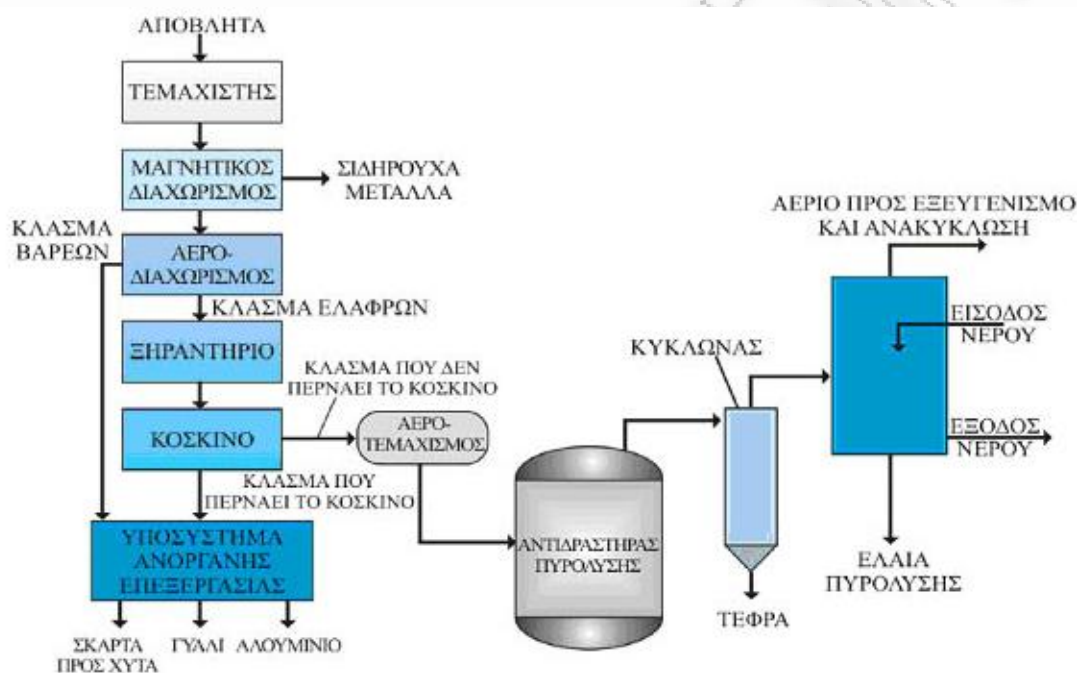 ΑΠΟΒΛΗΤΑ
ΤΕΜΑΧΙΣΤΗΣ
ΜΑΓΝΗΤΙΚΟΣ
ΔΙΑΧΩΡΙΣΜΟΣ
ΣΙΔΗΡΟΥΧΑ
ΜΕΤΑΛΛΑ
ΚΛΑΣΜΑ
ΒΑΡΕΩΝ
ΑΕΡΟ-
ΔΙΑΧΩΡΙΣΜΟΣ
ΚΛΑΣΜΑ ΕΛΑΦΡΩΝ
ΞΗΡΑΝΤΗΡΙΟ
ΚΛΑΣΜΑ ΠΟΥ ΔΕΝ
ΠΕΡΝΑΕΙ ΤΟ ΚΟΣΚΙΝΟ
ΚΟΣΚΙΝΟ
ΑΕΡΟ-
ΤΕΜΑΧΙΣΜΟΣ
ΚΛΑΣΜΑ ΠΟΥ
ΠΕΡΝΑΕΙ ΤΟ ΚΟΣΚΙΝΟ
ΥΠΟΣΥΣΤΗΜΑ
ΑΝΟΡΓΑΝΗΣ
ΕΠΕΞΕΡΓΑΣΙΑΣ
ΣΚΑΡΤΑ
ΠΡΟΣ ΧΥΤΑ
ΓΥΑΛΙ
ΑΛΟΥΜΙΝΙΟ
ΑΝΤΙΔΡΑΣΤΗΡΑΣ
ΠΥΡΟΛΥΣΗΣ
ΚΥΚΛΩΝΑΣ
ΤΕΦΡΑ
ΑΕΡΙΟ ΠΡΟΣ ΕΞΕΥΓΕΝΙΣΜΟ
ΚΑΙ ΑΝΑΚΥΚΛΩΣΗ
ΕΙΣΟΔΟΣ
ΝΕΡΟΥ
ΕΞΟΔΟΣ
ΝΕΡΟΥ
ΕΛΑΙΑ
ΠΥΡΟΛΥΣΗΣ